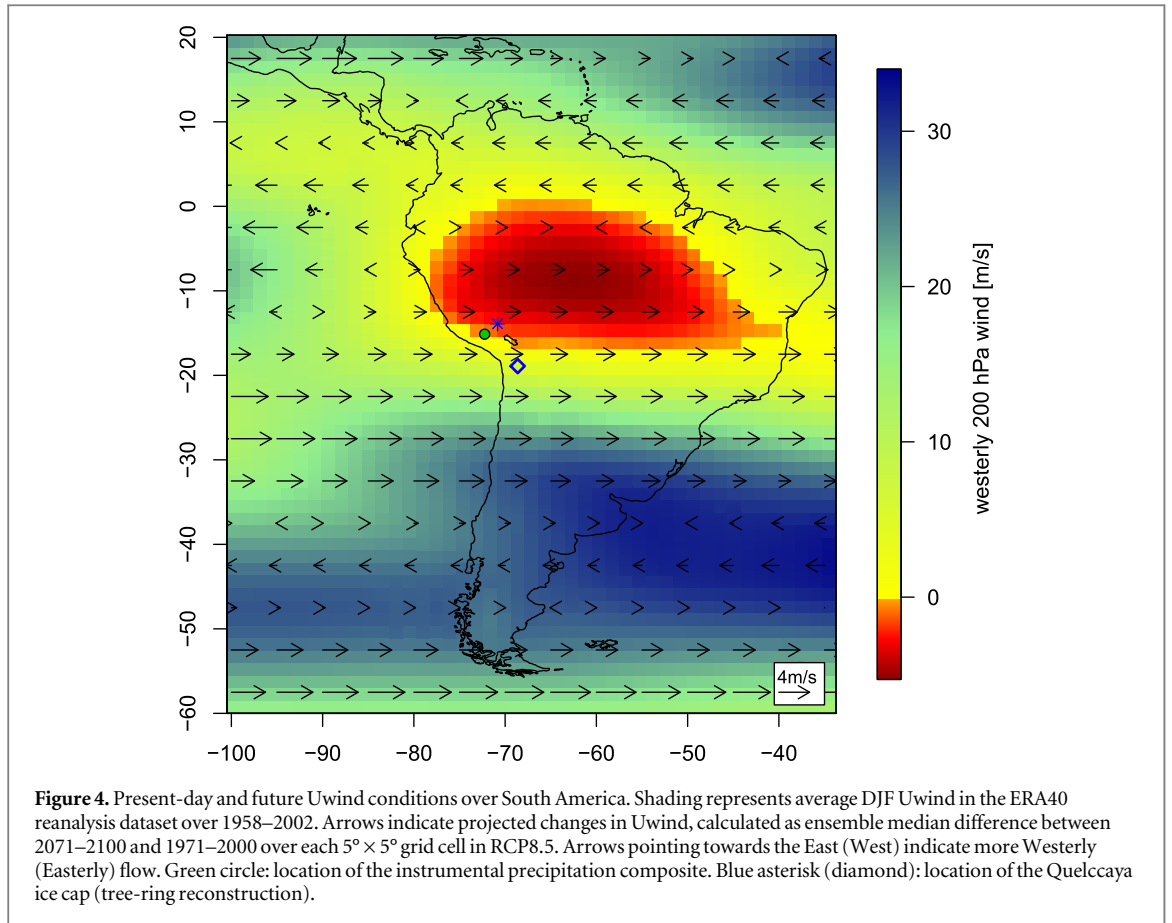 20
10
0
−10
−20
−30
−40
−50
−60
−100
−90
−80
−70
−60
−50
−40
4m/s
30
20
10
0
westerly 200 hPa wind [m/s]
Figure 4. Present-day and future Uwind conditions over South America. Shading represents average DJF Uwind in the ERA40
reanalysis dataset over 1958–2002. Arrows indicate projected changes in Uwind, calculated as ensemble median difference between
2071–2100 and 1971–2000 over each 5° × 5° grid cell in RCP8.5. Arrows pointing towards the East (West) indicate more Westerly
(Easterly) flow. Green circle: location of the instrumental precipitation composite. Blue asterisk (diamond): location of the Quelccaya
ice cap (tree-ring reconstruction).